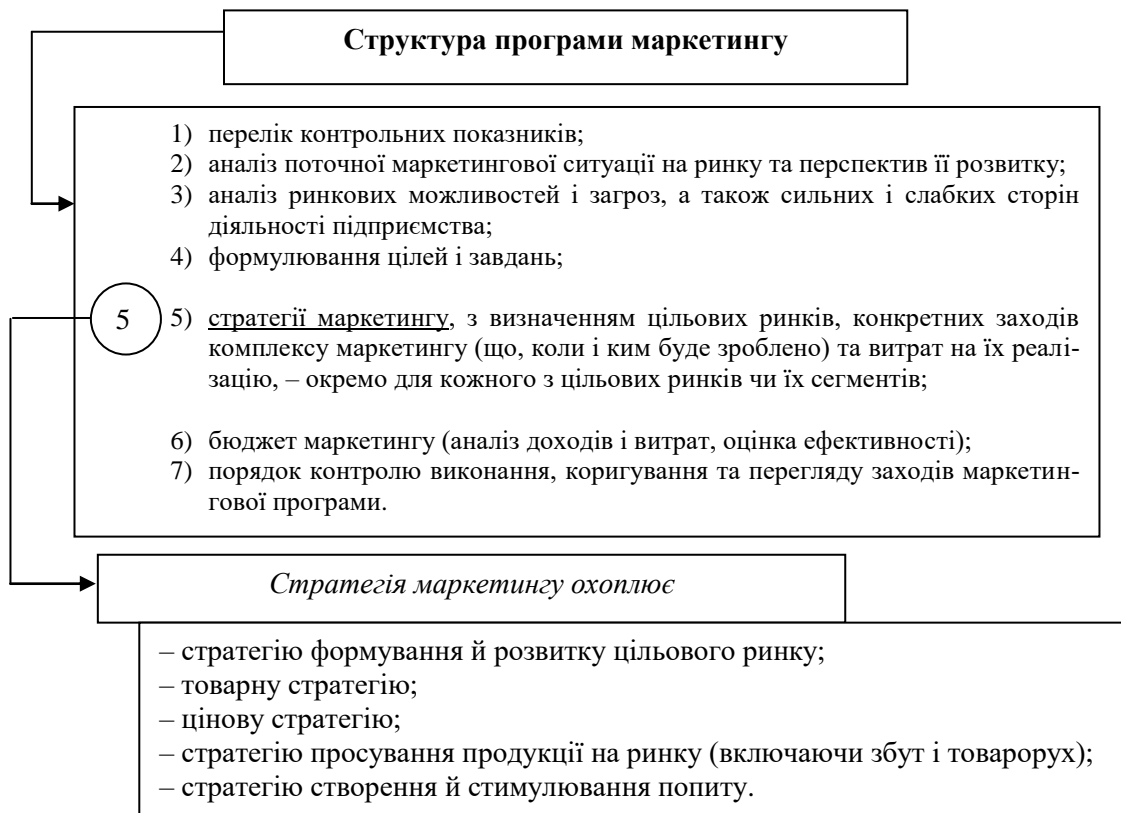 Структура програми маркетингу
1) перелік контрольних показників;
2) аналіз поточної маркетингової ситуації на ринку та перспектив її розвитку;
3) аналіз ринкових можливостей і загроз, а також сильних і слабких сторін
діяльності підприємства;
4) формулювання цілей і завдань;
5
5) стратегії маркетингу, з визначенням цільових ринків, конкретних заходів
комплексу маркетингу (що, коли і ким буде зроблено) та витрат на їх реалі-
зацію, – окремо для кожного з цільових ринків чи їх сегментів;
6) бюджет маркетингу (аналіз доходів і витрат, оцінка ефективності);
7) порядок контролю виконання, коригування та перегляду заходів маркетин-
гової програми.
Стратегія маркетингу охоплює
– стратегію формування й розвитку цільового ринку;
– товарну стратегію;
– цінову стратегію;
– стратегію просування продукції на ринку (включаючи збут і товарорух);
– стратегію створення й стимулювання попиту.